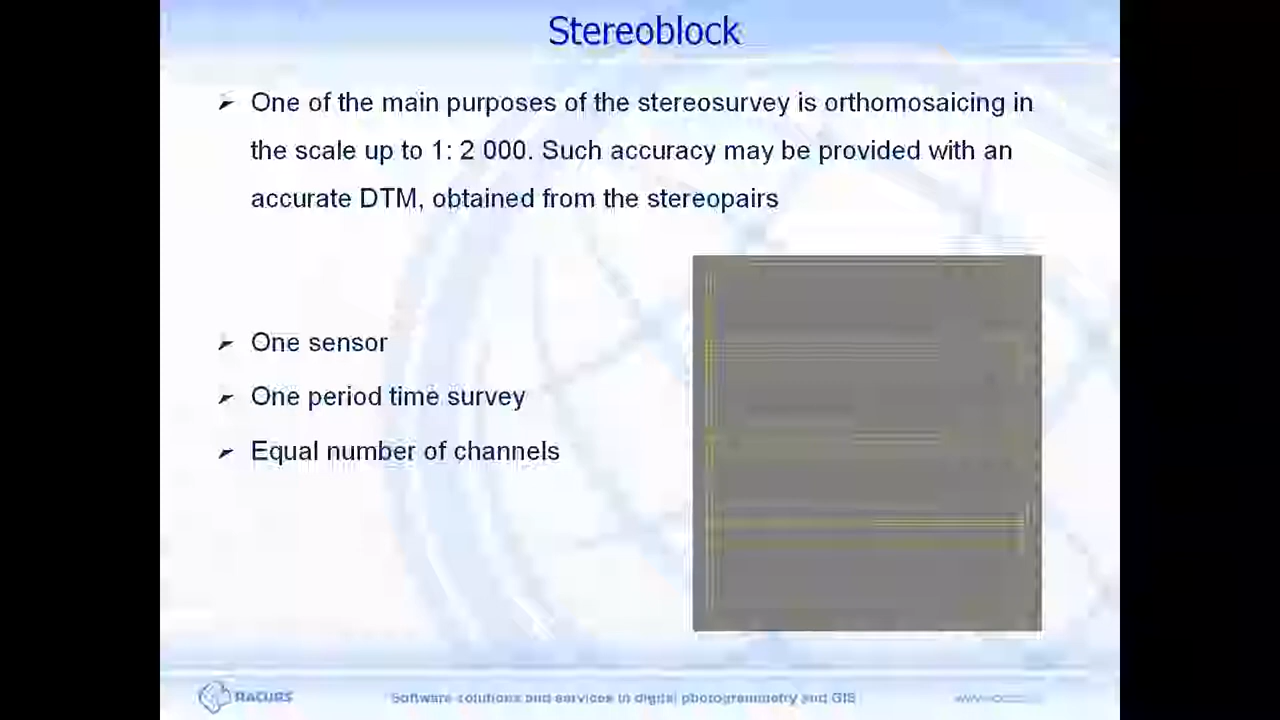 Stereoblock
One of the main purposes of the stereosurvey is orthomosaicing in
the scale up to 1: 2 000. Such accuracy may be provided with an
accurate DTM, obtained from the stereopairs
One sensor
One period time survey
Equal number of channels
RACURS
Software solutions and services in digital photogrammetry and GIS